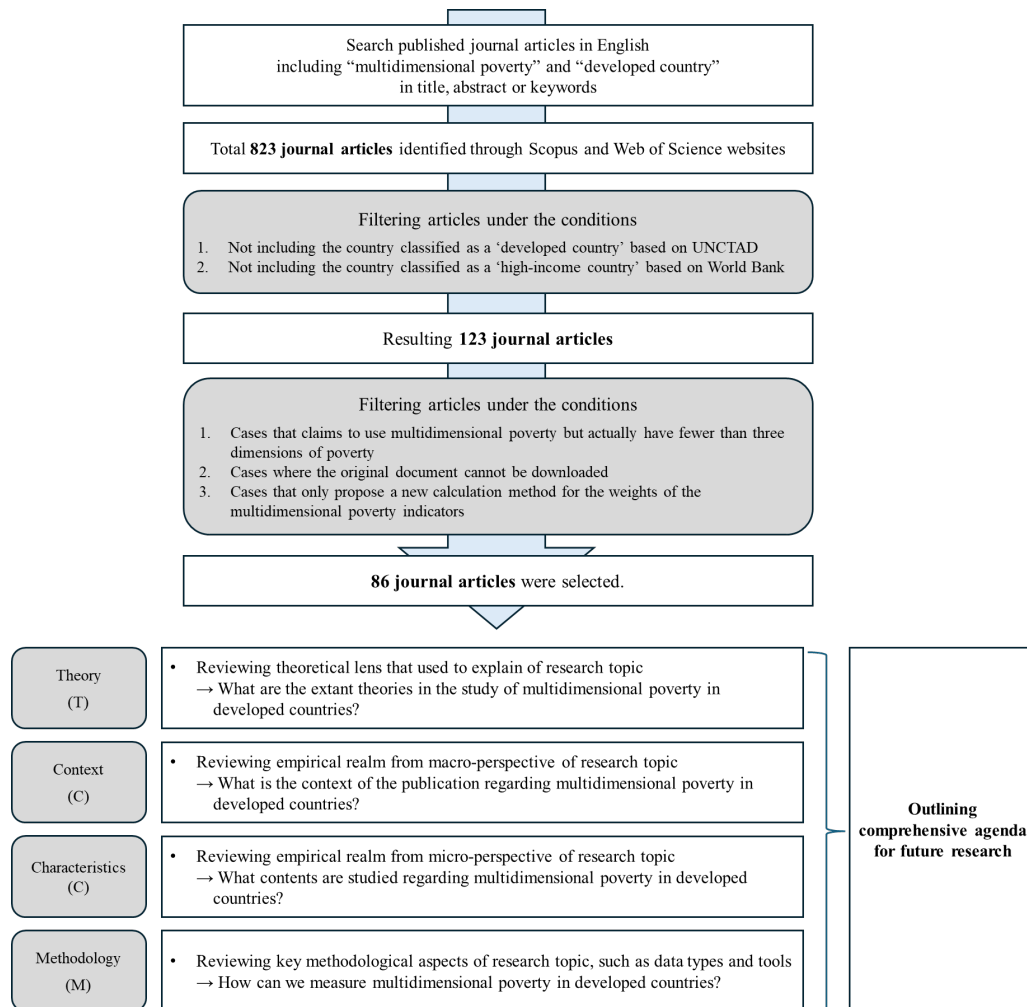 Search published journal articles in English
including “multidimensional poverty” and “developed country”
in title, abstract or keywords
Total 823 journal articles identified through Scopus and Web of Science websites
Filtering articles under the conditions
1. Not including the country classified as a ‘developed country’ based on UNCTAD
2. Not including the country classified as a ‘high-income country’ based on World Bank
Resulting 123 journal articles
Filtering articles under the conditions
1. Cases that claims to use multidimensional poverty but actually have fewer than three
dimensions of poverty
2. Cases where the original document cannot be downloaded
3. Cases that only propose a new calculation method for the weights of the
multidimensional poverty indicators
86 journal articles were selected.
Theory
(T)
• Reviewing theoretical lens that used to explain of research topic
→ What are the extant theories in the study of multidimensional poverty in
developed countries?
Context
(C)
• Reviewing empirical realm from macro-perspective of research topic
→ What is the context of the publication regarding multidimensional poverty in
developed countries?
Characteristics
(C)
• Reviewing empirical realm from micro-perspective of research topic
→ What contents are studied regarding multidimensional poverty in developed
countries?
Methodology
(M)
• Reviewing key methodological aspects of research topic, such as data types and tools
→ How can we measure multidimensional poverty in developed countries?
Outlining
comprehensive agenda
for future research